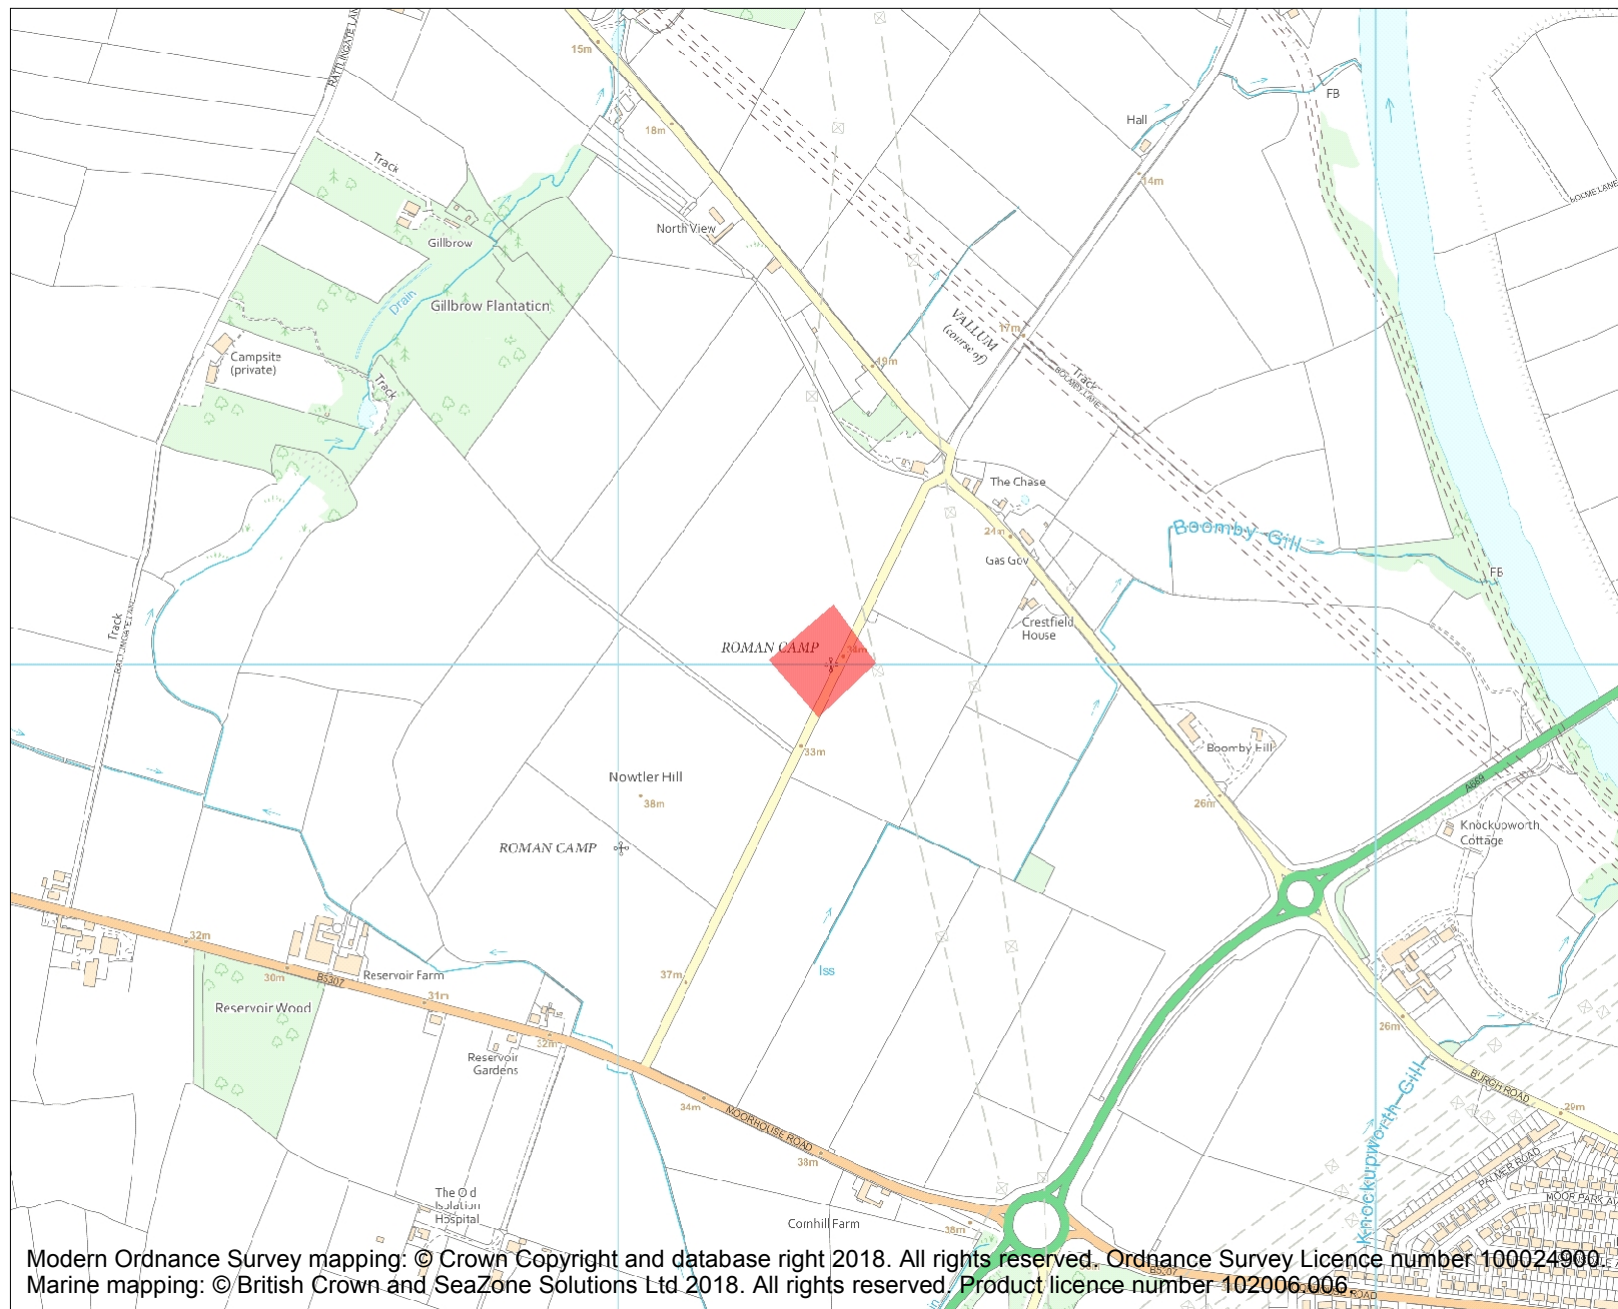 RATTLINGATE LANE
15m
18m
Track
Hall
FB
14m
HOLME LANE
North View
Gillbrow
Drain
Gillbrow Plantation
VALLUM
(course of)
17m
Campsite
(private)
Track
19m
Track
BOOMBY LANE
The Chase
24m
Gas Gov
Boomby Gill
FB
Track
Crestfield
House
ROMAN CAMP
33m
Boomby Hill
Nowtler Hill
38m
26m
A689
Knockupworth
Cottage
ROMAN CAMP
32m
30m
B5307
Reservoir Farm
31m
37m
Iss
Reservoir Wood
32m
Reservoir
Gardens
26m
Knockupworth Gill
BURGH ROAD
29m
34m
MOORHOUSE ROAD
38m
PALMER ROAD
The Old
Isolation
Hospital
Cornhill Farm
38m
B5307
Modern Ordnance Survey mapping: © Crown Copyright and database right 2018. All rights reserved. Ordnance Survey Licence number 100024900.
Marine mapping: © British Crown and SeaZone Solutions Ltd 2018. All rights reserved. Product licence number 102006.006.